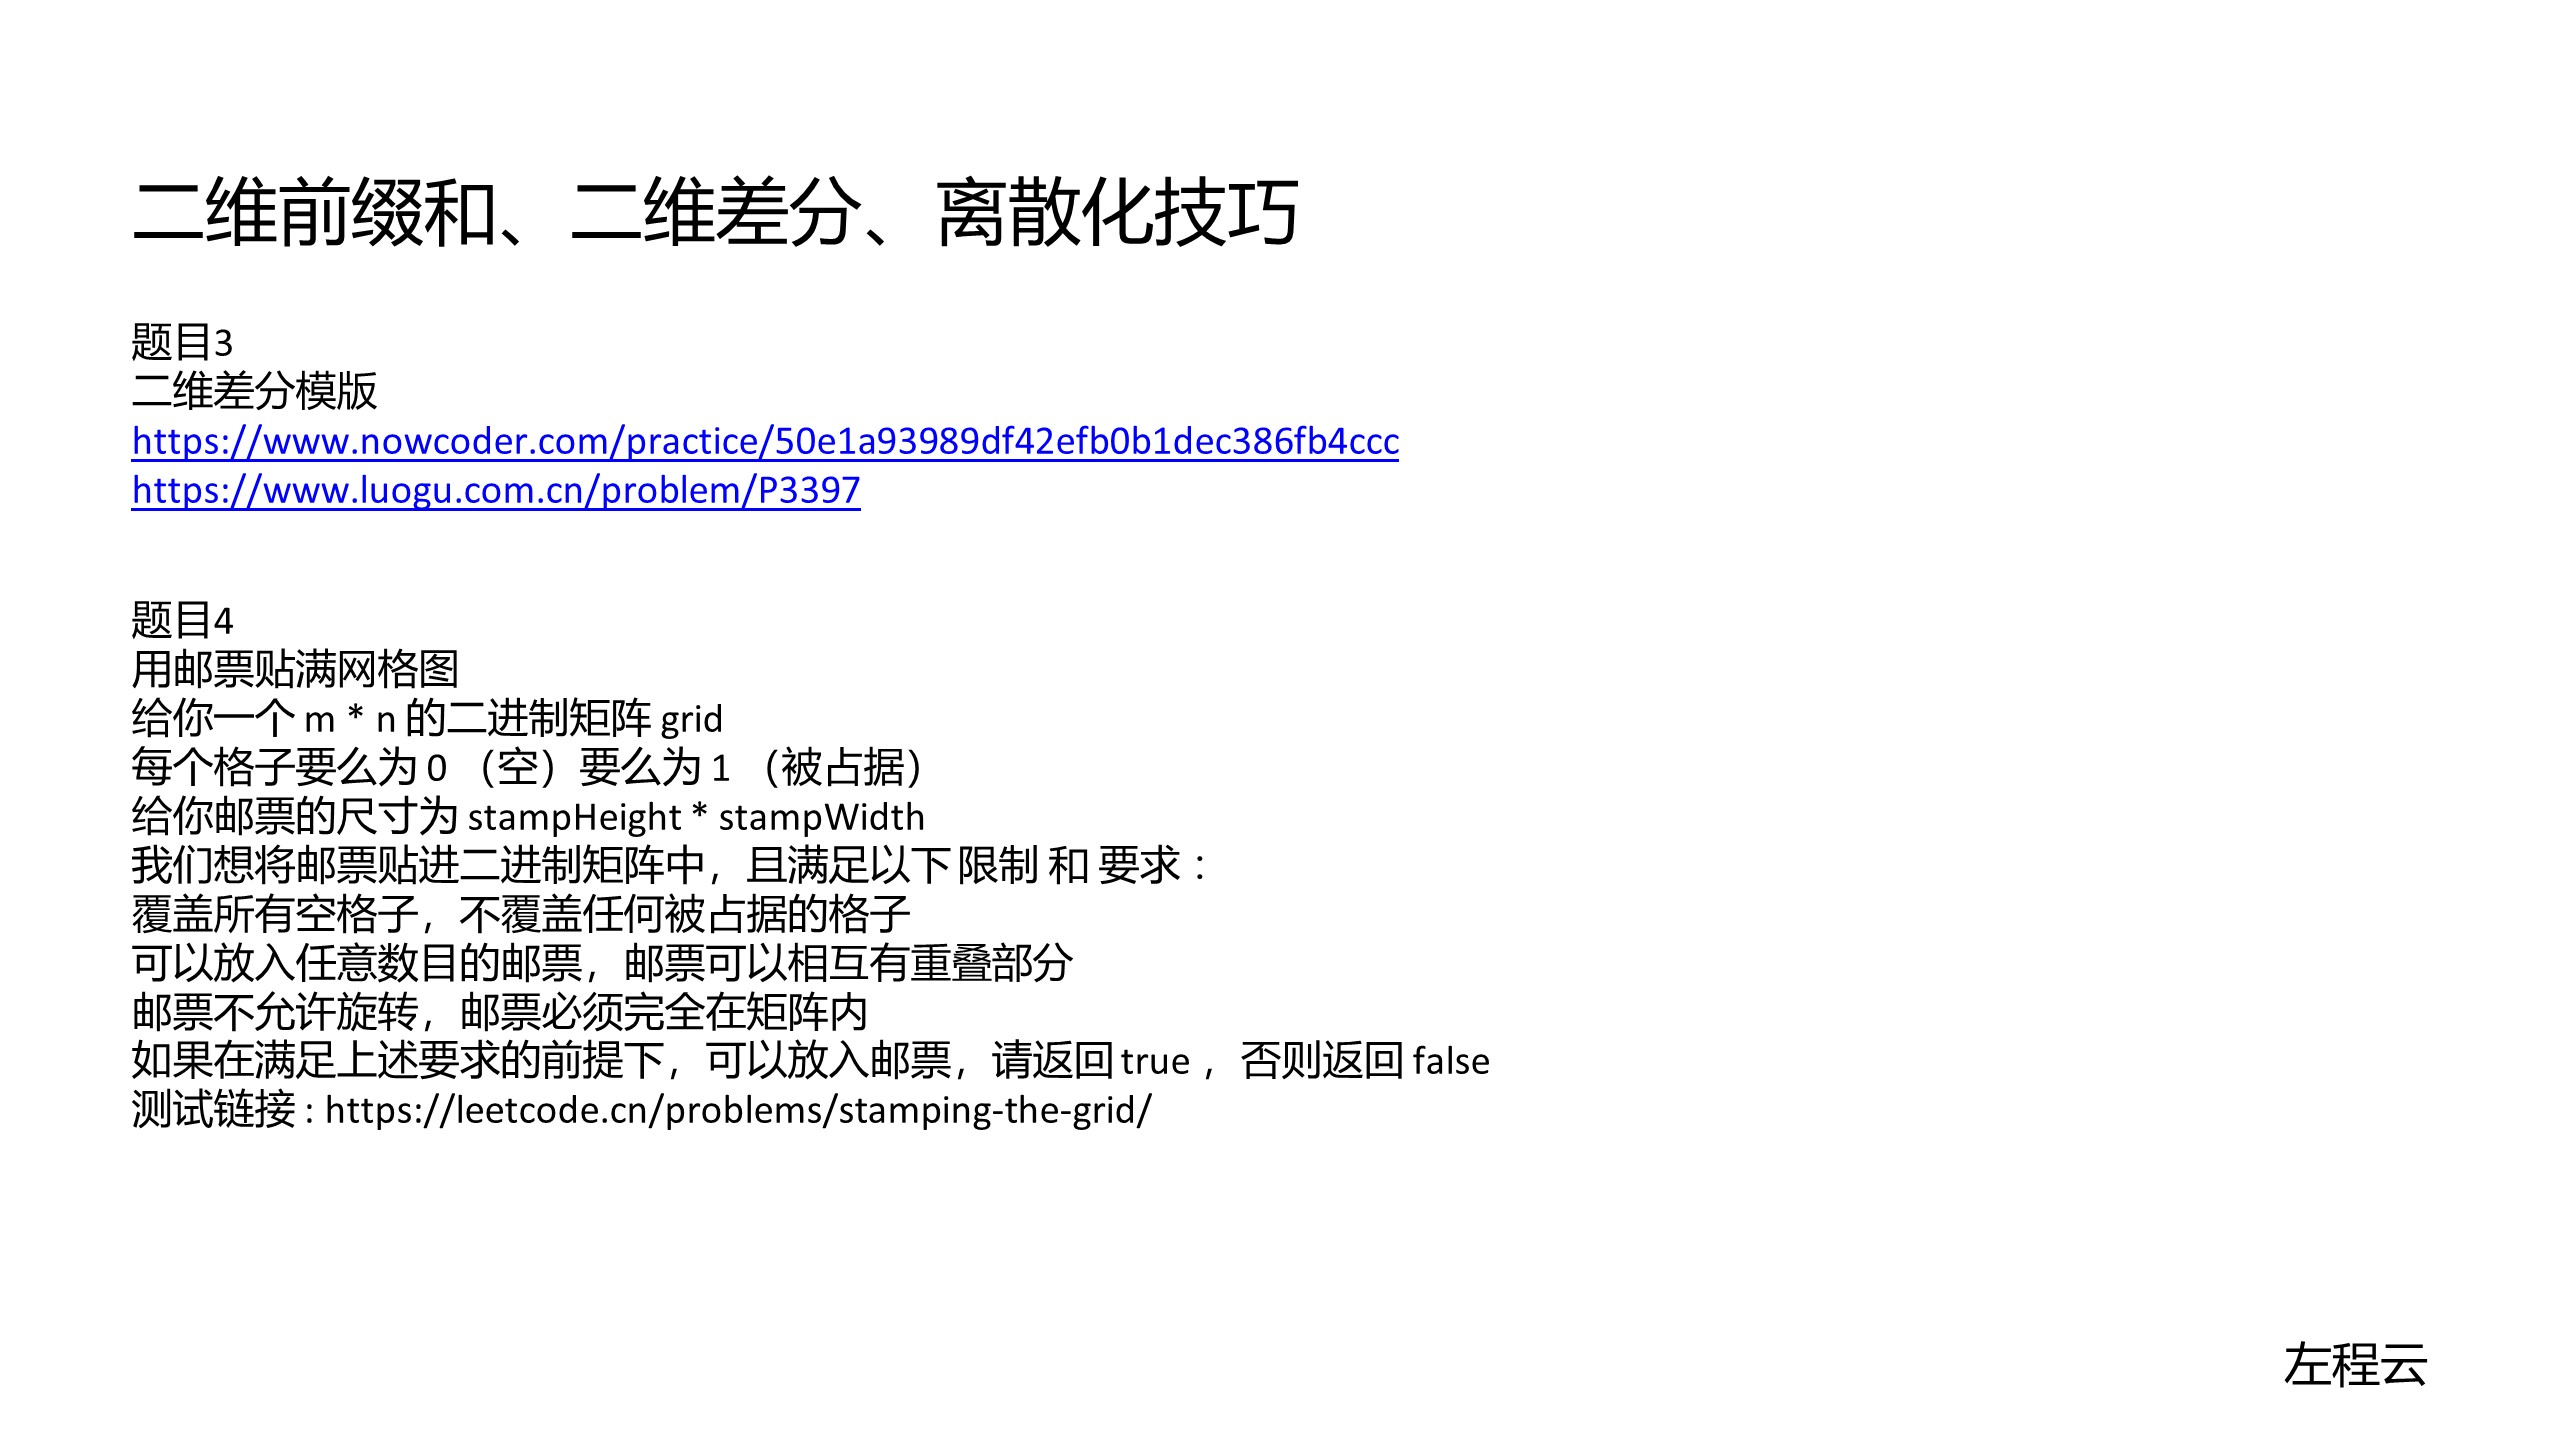 二维前缀和、二维差分、离散化技巧
题目3
二维差分模版
https://www.nowcoder.com/practice/50e1a93989df42efb0b1dec386fb4ccc
https://www.luogu.com.cn/problem/P3397
题目4
用邮票贴满网格图
给你一个 m * n 的二进制矩阵 grid
每个格子要么为 0 （空）要么为 1 （被占据）
给你邮票的尺寸为 stampHeight * stampWidth
我们想将邮票贴进二进制矩阵中，且满足以下 限制 和 要求 :
覆盖所有空格子，不覆盖任何被占据的格子
可以放入任意数目的邮票，邮票可以相互有重叠部分
邮票不允许旋转，邮票必须完全在矩阵内
如果在满足上述要求的前提下，可以放入邮票，请返回 true ，否则返回 false
测试链接 : https://leetcode.cn/problems/stamping-the-grid/
左程云